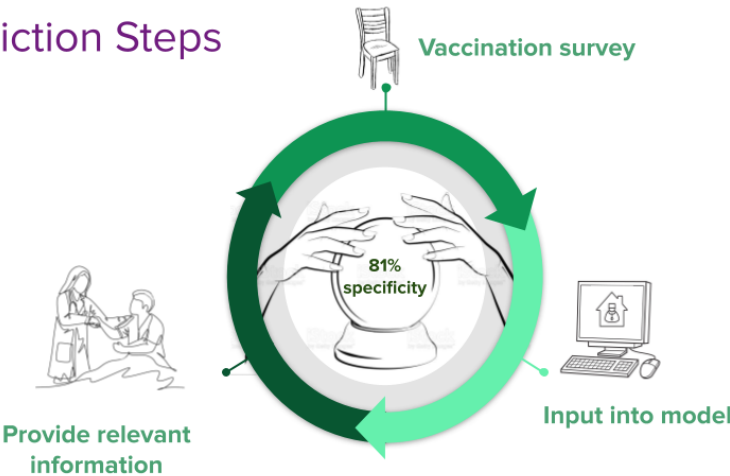 iction Steps
Vaccination survey
81%
specificity
Input into model
Provide relevant
information